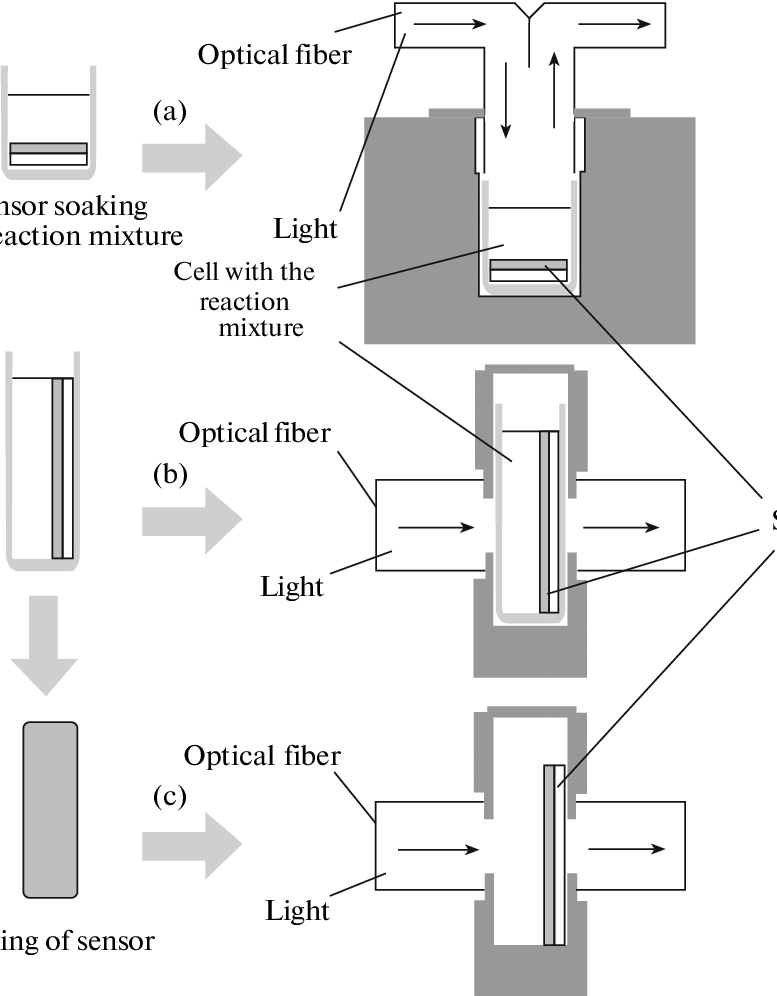 Optical fiber
(a)
nsor soaking
eaction mixture
Light
Cell with the
reaction
mixture
Optical fiber
(b)
S
Light
Optical fiber
(c)
Light
ing of sensor